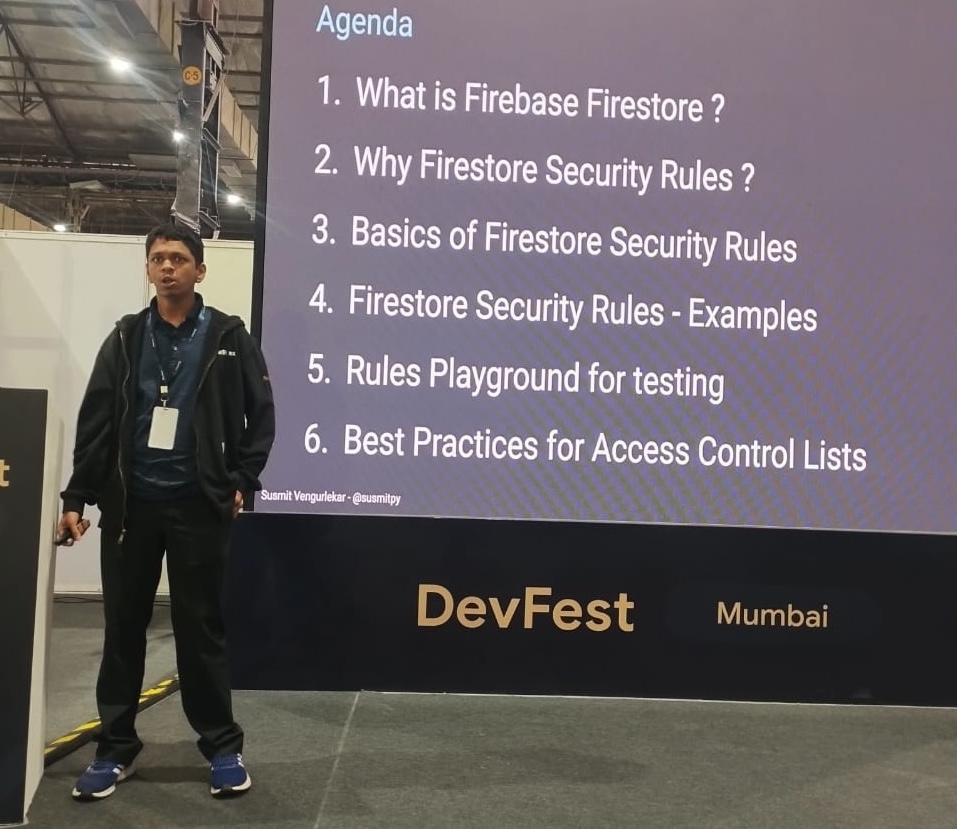 C-5
Agenda
1. What is Firebase Firestore ?
2. Why Firestore Security Rules ?
3. Basics of Firestore Security Rules
4. Firestore Security Rules - Examples
5. Rules Playground for testing
6. Best Practices for Access Control Lists
Susmit Vengurlekar - @susmitpy
t
DevFest
Mumbai